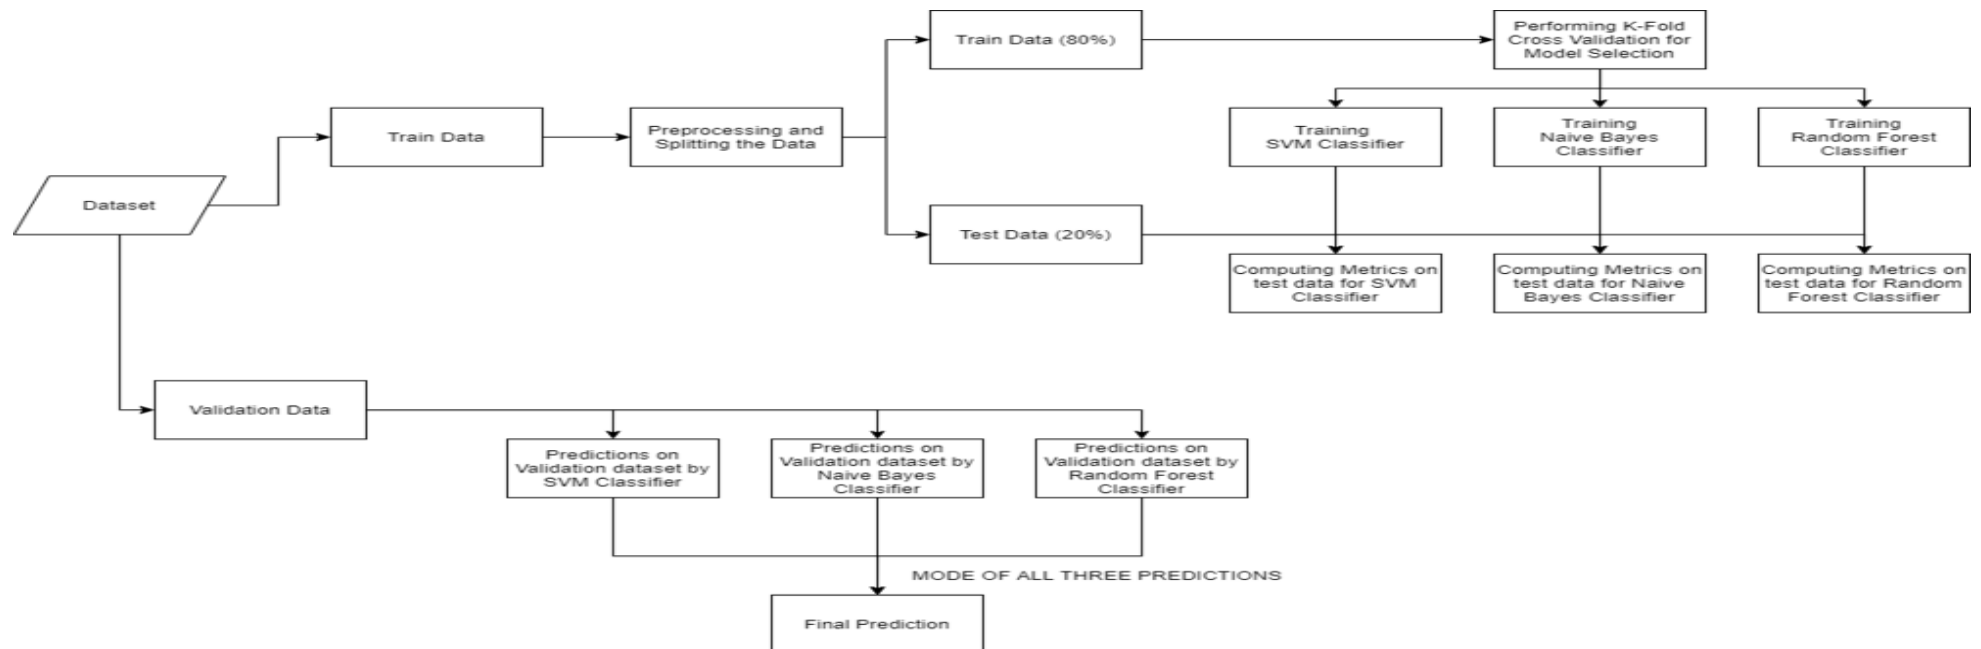 Train Data (80%)
Performing K-Fold
Cross Validation for
Model Selection
Train Data
Preprocessing and
Splitting the Data
Training
SVM Classifier
Training
Naive Bayes
Classifier
Training
Random Forest
Classifier
Dataset
Test Data (20%)
Computing Metrics on
test data for SVM
Classifier
Computing Metrics on
test data for Naive
Bayes Classifier
Computing Metrics on
test data for Random
Forest Classifier
Validation Data
Predictions on
Validation dataset by
SVM Classifier
Predictions on
Validation dataset by
Naive Bayes
Classifier
Predictions on
Validation dataset by
Random Forest
Classifier
MODE OF ALL THREE PREDICTIONS
Final Prediction